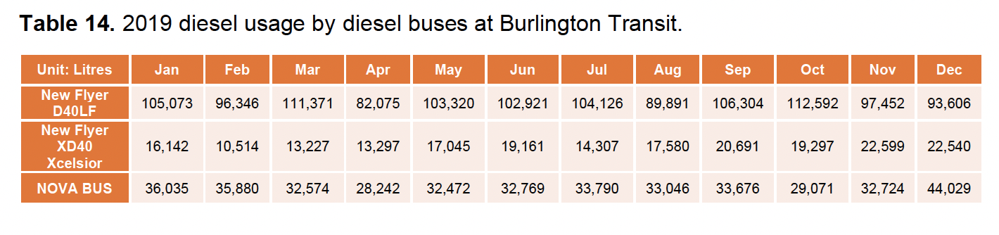 Table 14. 2019 diesel usage by diesel buses at Burlington Transit.
Unit: Litres Jan Feb Mar Apr May Jun Jul Aug Sep Oct Nov Dec
New Flyer
D40LF 105,073 96,346 111,371 82,075 103,320 102,921 104,126 89,891 106,304 112,592 97,452 93,606
New Flyer
XD40
Xcelsior 16,142 10,514 13,227 13,297 17,045 19,161 14,307 17,580 20,691 19,297 22,599 22,540
NOVA BUS 36,035 35,880 32,574 28,242 32,472 32,769 33,790 33,046 33,676 29,071 32,724 44,029